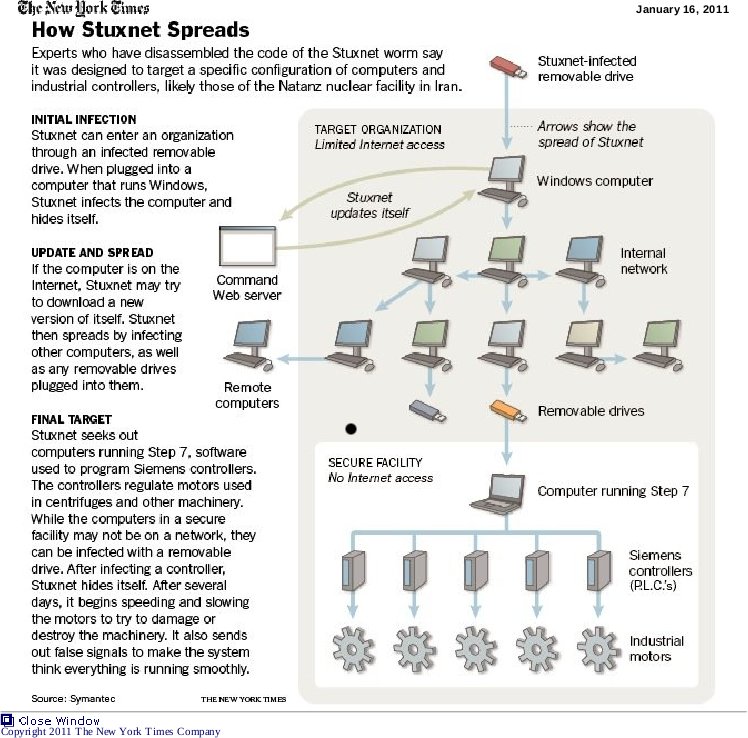 The New York Times
January 16, 2011
How Stuxnet Spreads
Experts who have disassembled the code of the Stuxnet worm say
it was designed to target a specific configuration of computers and
industrial controllers, likely those of the Natanz nuclear facility in Iran.
INITIAL INFECTION
Stuxnet can enter an organization
through an infected removable
drive. When plugged into a
computer that runs Windows,
Stuxnet infects the computer and
hides itself.
UPDATE AND SPREAD
If the computer is on the
Internet, Stuxnet may try
to download a new
version of itself. Stuxnet
then spreads by infecting
other computers, as well
as any removable drives
plugged into them.
FINAL TARGET
Stuxnet seeks out
computers running Step 7, software
used to program Siemens controllers.
The controllers regulate motors used
in centrifuges and other machinery.
While the computers in a secure
facility may not be on a network, they
can be infected with a removable
drive. After infecting a controller,
Stuxnet hides itself. After several
days, it begins speeding and slowing
the motors to try to damage or
destroy the machinery. It also sends
out false signals to make the system
think everything is running smoothly.
Stuxnet-infected
removable drive
TARGET ORGANIZATION
Limited Internet access
Arrows show the
spread of Stuxnet
Windows computer
Stuxnet
updates itself
Command
Web server
Internal
network
Remote
computers
Removable drives
SECURE FACILITY
No Internet access
Computer running Step 7
Siemens
controllers
(P.L.C.'s)
Industrial
motors
Source: Symantec
THE NEW YORK TIMES
Close Window
Copyright 2011 The New York Times Company